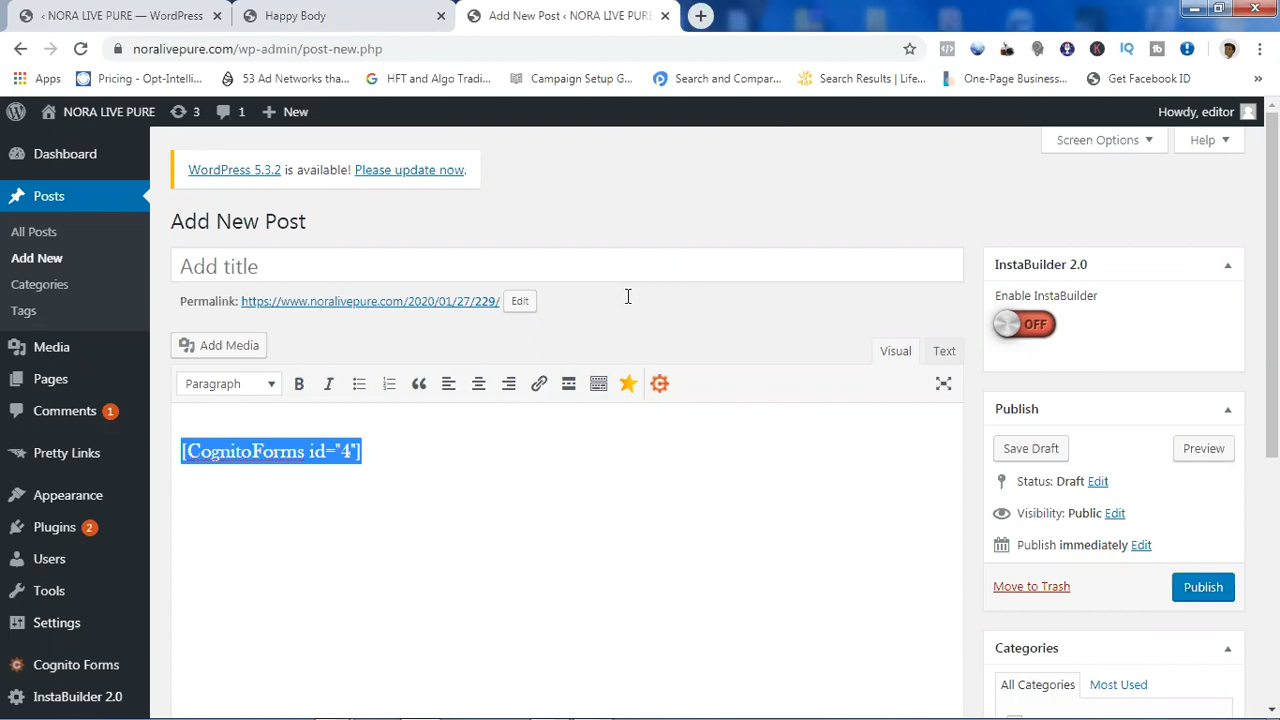 ‹ NORA LIVE PURE — WordPress
Happy Body
Add New Post ‹ NORA LIVE PURE
noralivepure.com/wp-admin/post-new.php
Apps
Pricing - Opt-Intelli...
53 Ad Networks tha...
HFT and Algo Tradi...
Campaign Setup G...
Search and Compar...
Search Results | Life...
One-Page Business...
Get Facebook ID
»
NORA LIVE PURE
3
1
New
Howdy, editor
Dashboard
Posts
All Posts
Add New
Categories
Tags
Media
Pages
Comments 1
Pretty Links
Appearance
Plugins 2
Users
Tools
Settings
Cognito Forms
InstaBuilder 2.0
Screen Options
Help
WordPress 5.3.2 is available! Please update now.
Add New Post
Add title
Permalink: https://www.noralivepure.com/2020/01/27/229/ Edit
Add Media
Visual
Text
Paragraph
B
I
[CognitoForms id="4"]
InstaBuilder 2.0
Enable InstaBuilder
OFF
Publish
Save Draft
Preview
Status: Draft Edit
Visibility: Public Edit
Publish immediately Edit
Move to Trash
Publish
Categories
All Categories
Most Used